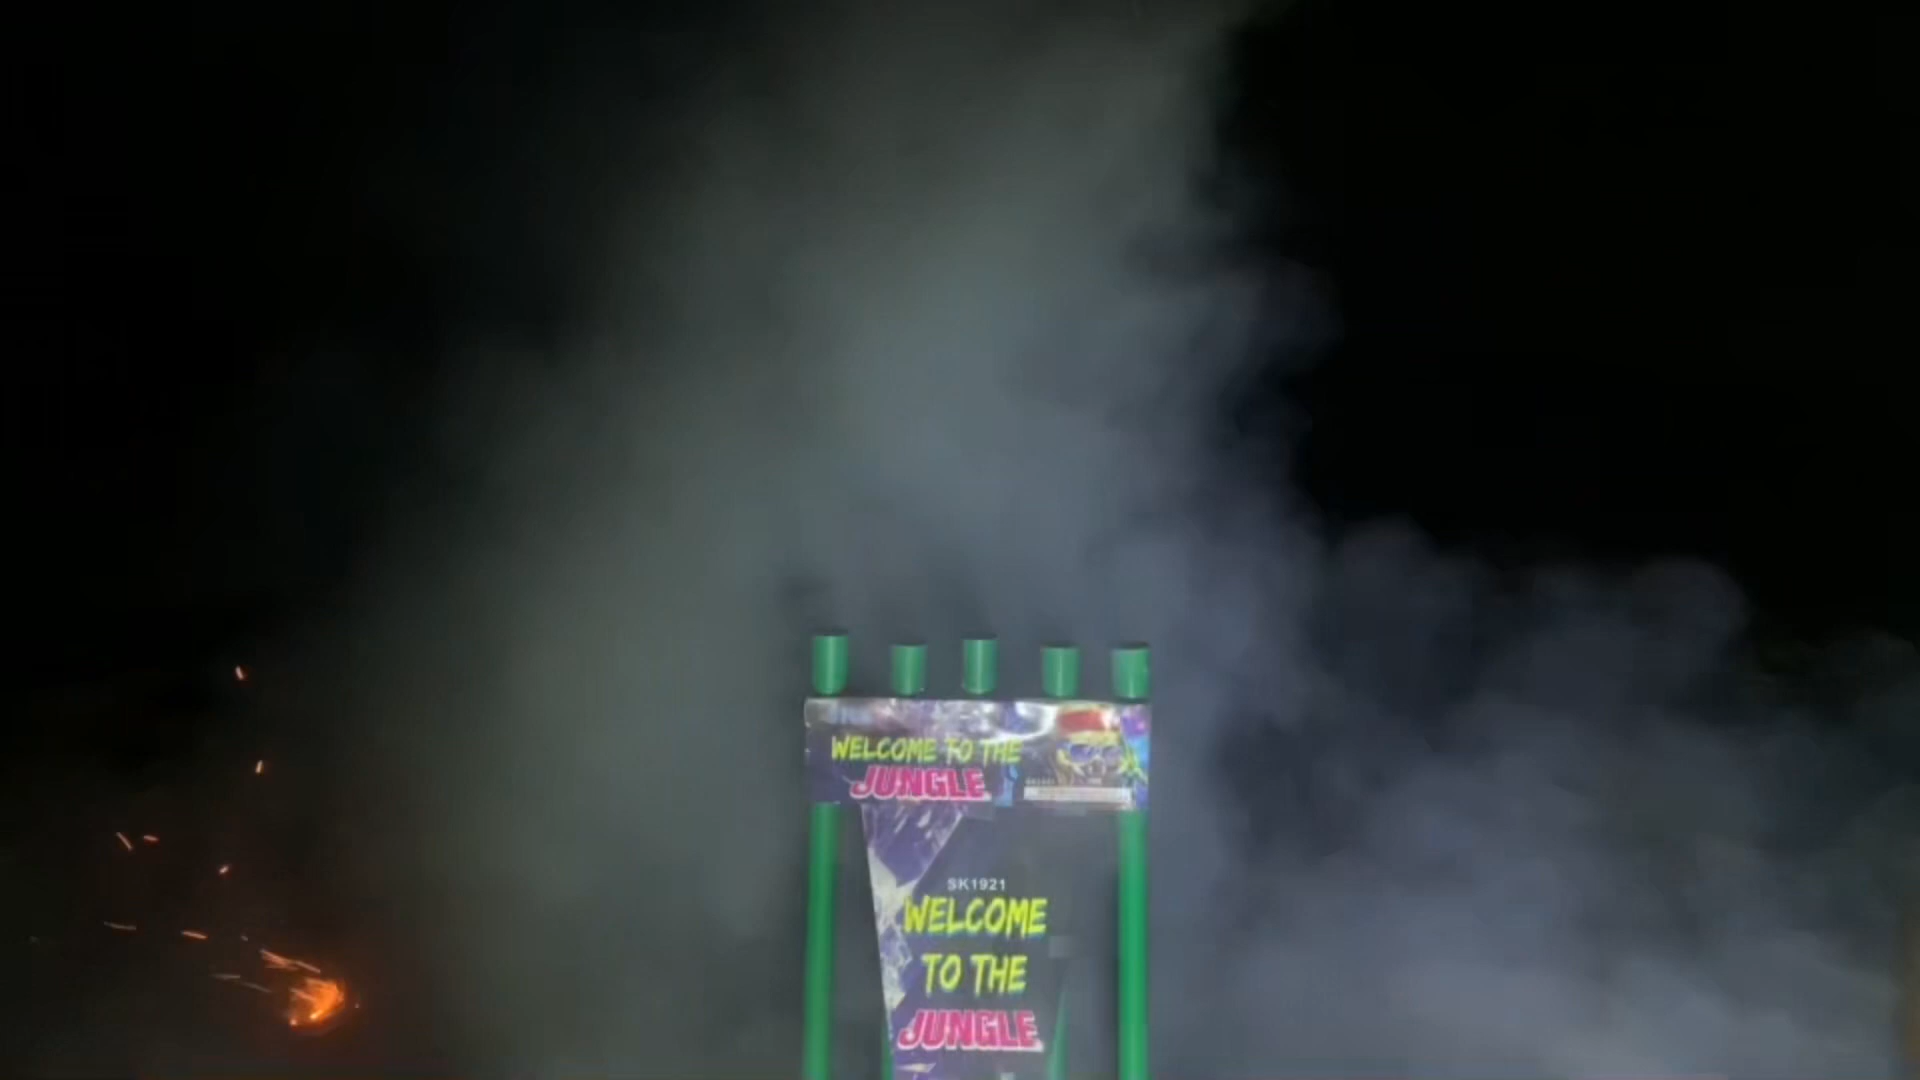 WELCOME TO THE
JUNGLE
SK1921
WELCOME
TO THE
JUNGLE